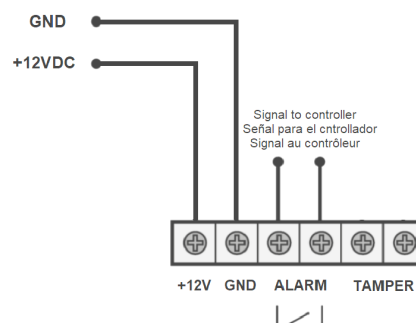 GND
+12VDC
Signal to controller
Señal para el cntrollador
Signal au contrôleur
+12V GND ALARM TAMPER